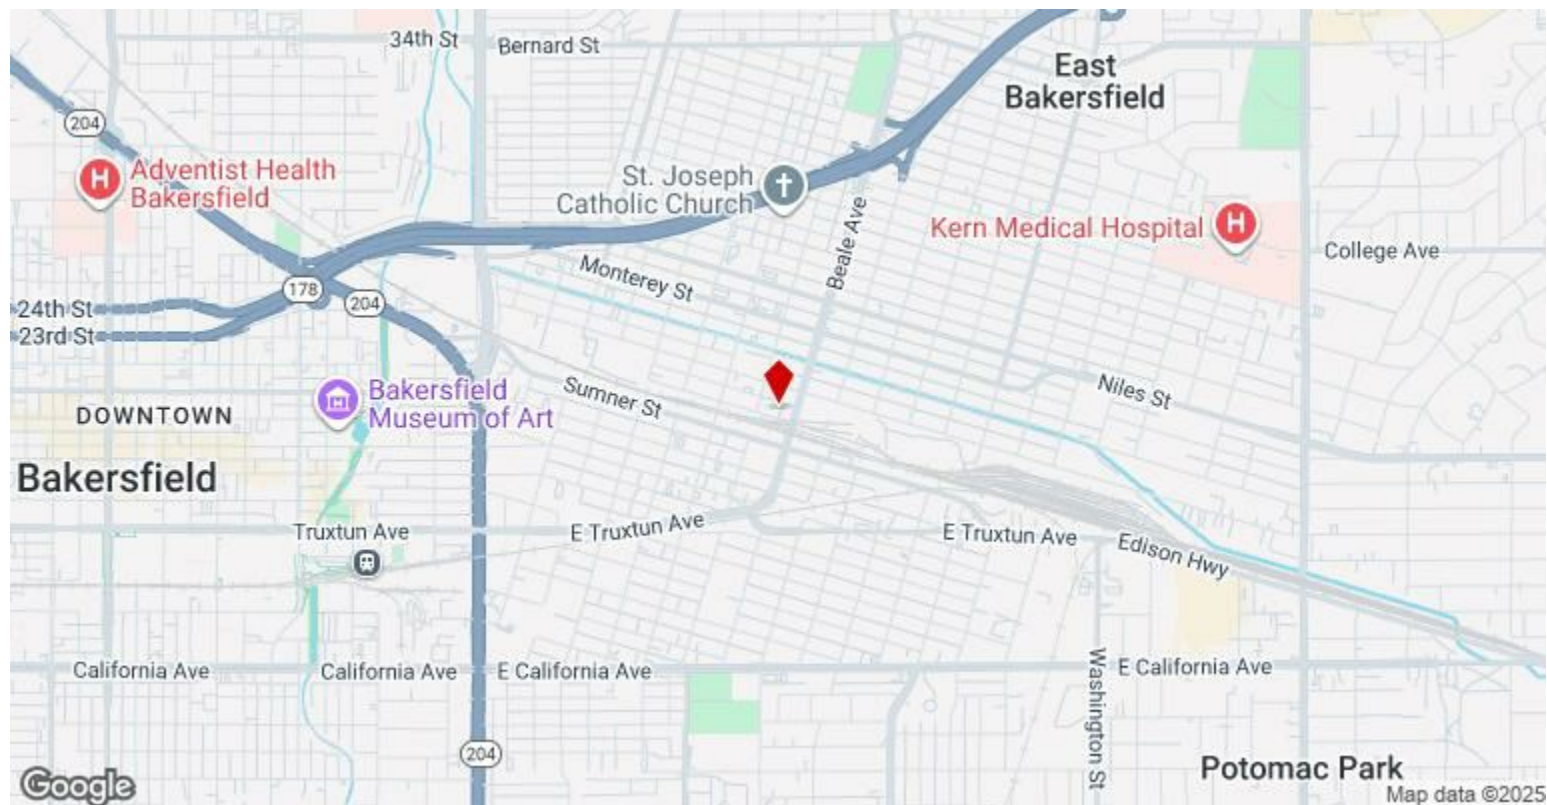 34th St
Bernard St
East
Bakersfield
204
Adventist Health
Bakersfield
St. Joseph
Catholic Church
Beale Ave
Kern Medical Hospital
College Ave
Monterey St
178
204
24th St
23rd St
Bakersfield
Museum of Art
Sumner St
Niles St
DOWNTOWN
Bakersfield
Truxtun Ave
E Truxtun Ave
E Truxtun Ave
Edison Hwy
California Ave
California Ave
E California Ave
E California Ave
Washington St
204
Potomac Park
Google
Map data ©2025